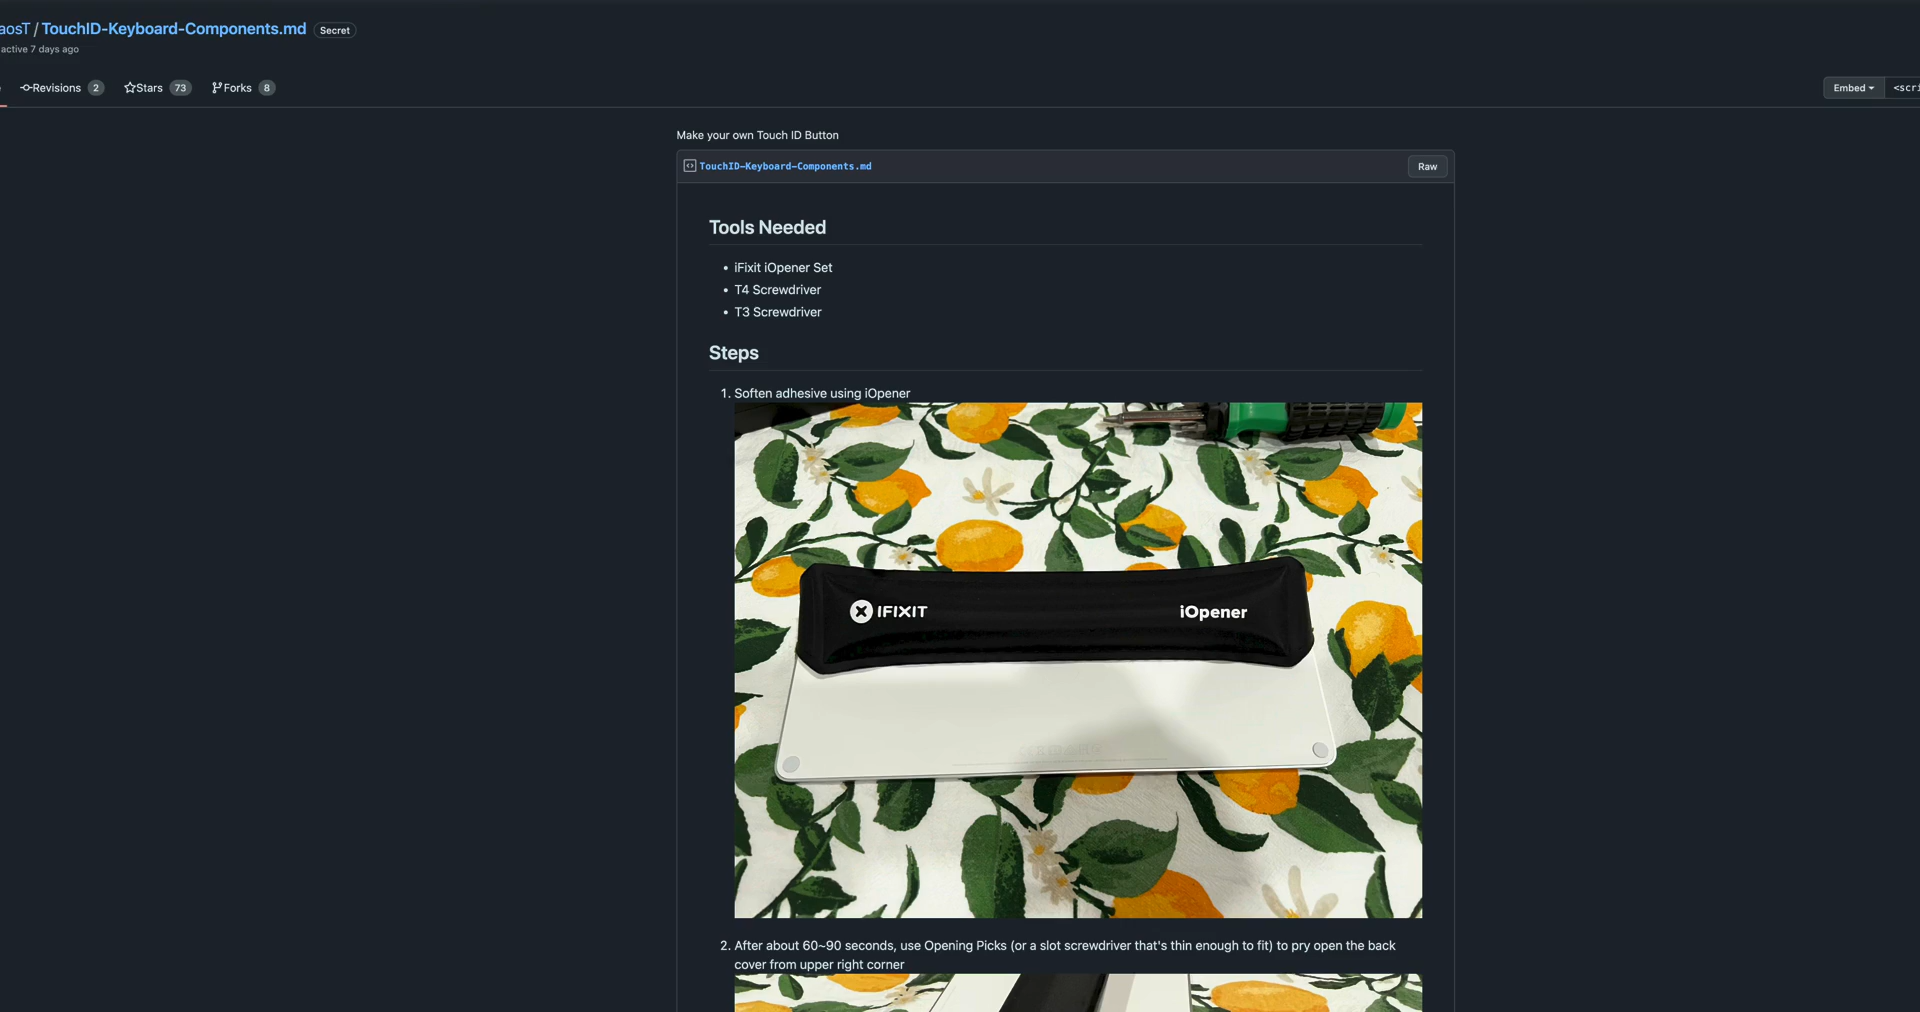 aosT / TouchID-Keyboard-Components.md Secret
active 7 days ago
Revisions 2 Stars 73 Forks 8
Embed <scri
Make your own Touch ID Button
TouchID-Keyboard-Components.md
Raw
Tools Needed
• iFixit iOpener Set
• T4 Screwdriver
• T3 Screwdriver
Steps
1. Soften adhesive using iOpener
IFIXIT iOpener
2. After about 60~90 seconds, use Opening Picks (or a slot screwdriver that's thin enough to fit) to pry open the back
cover from upper right corner